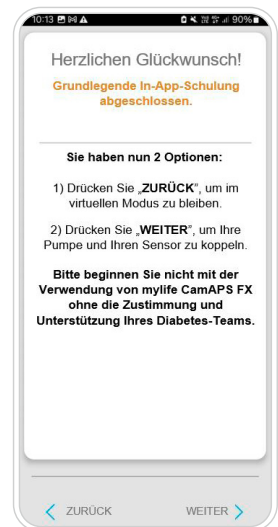 10:13
90%
Herzlichen Glückwunsch!
Grundlegende In-App-Schulung
abgeschlossen.
Sie haben nun 2 Optionen:
1) Drücken Sie „ZURÜCK", um im
virtuellen Modus zu bleiben.
2) Drücken Sie „WEITER", um Ihre
Pumpe und Ihren Sensor zu koppeln.
Bitte beginnen Sie nicht mit der
Verwendung von mylife CamAPS FX
ohne die Zustimmung und
Unterstützung Ihres Diabetes-Teams.
ZURÜCK
WEITER